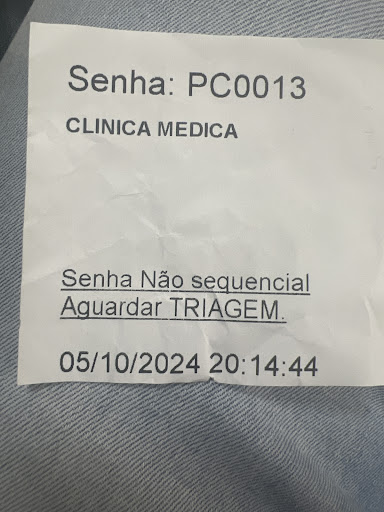 Senha: PC0013
CLINICA MEDICA
Senha Não sequencial
Aguardar TRIAGEM.
05/10/2024 20:14:44